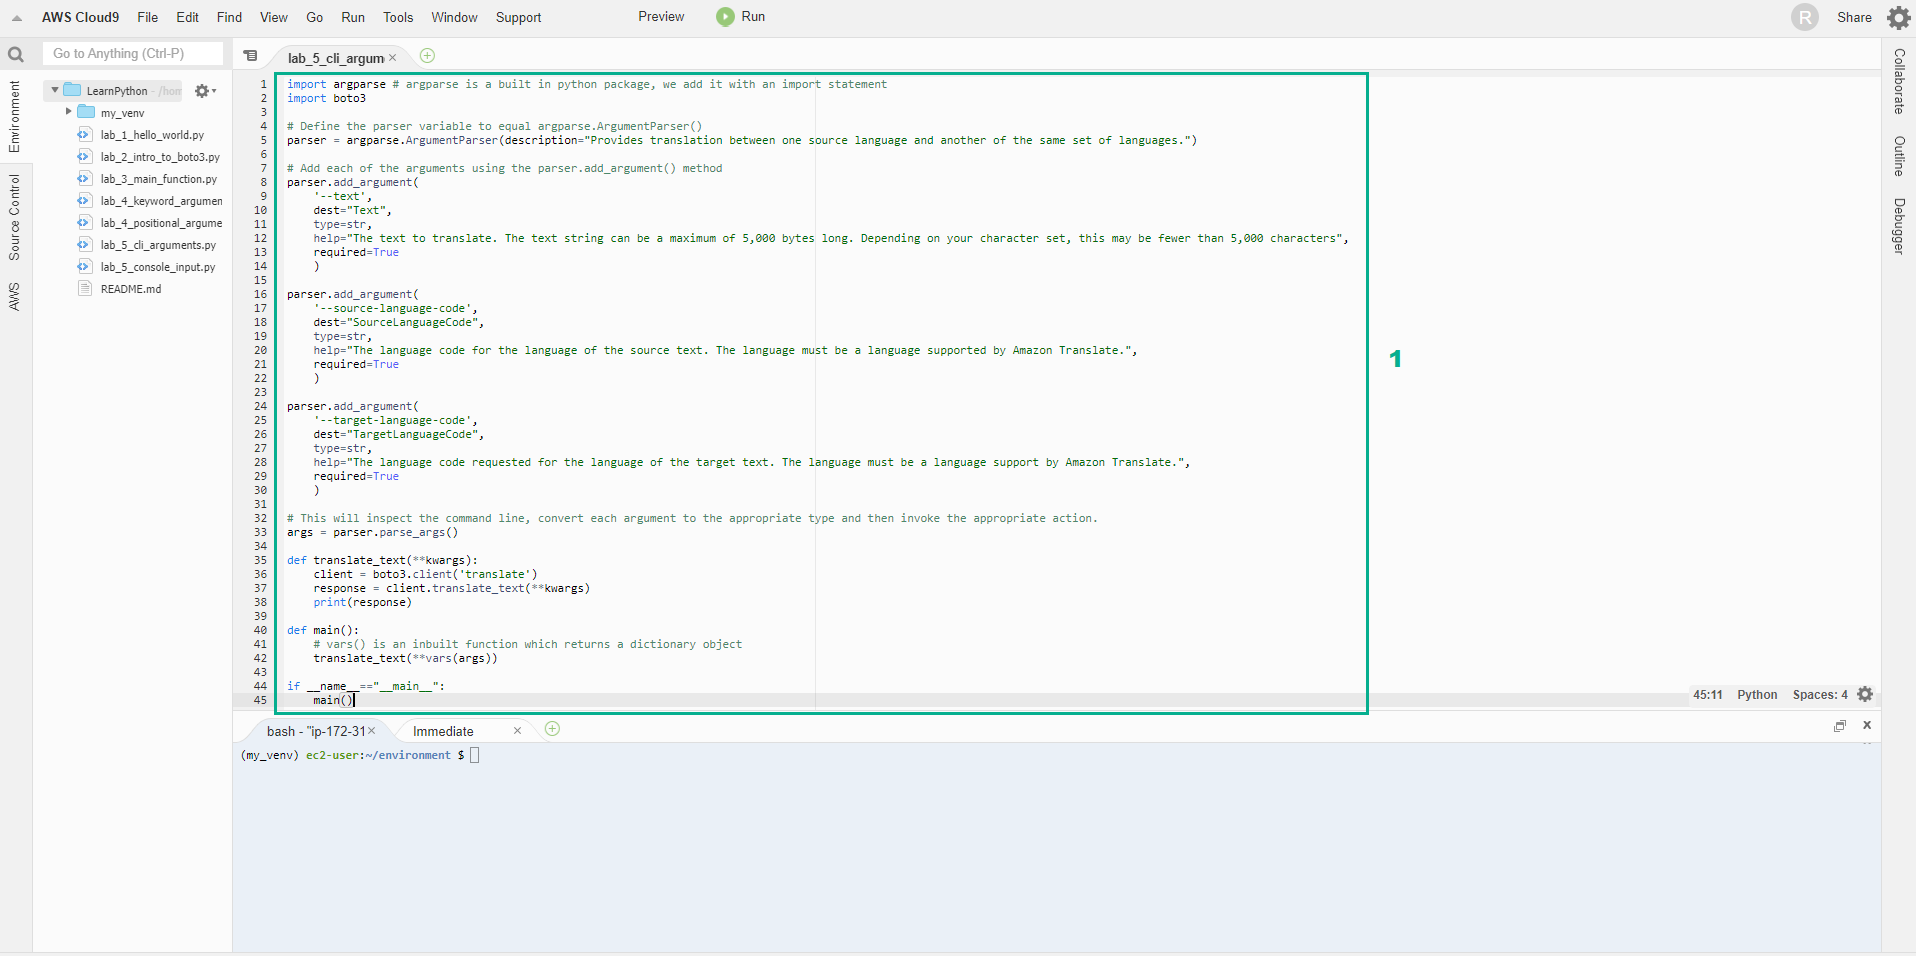 AWS Cloud9 File Edit Find View Go Run Tools Window Support Preview Run R Share
Go to Anything (Ctrl-P)
lab_5_cli_argum
Environment
Source Control
AWS
LearnPython - /hom
my_venv
lab_1_hello_world.py
lab_2_intro_to_boto3.py
lab_3_main_function.py
lab_4_keyword_argumen
lab_4_positional_argume
lab_5_cli_arguments.py
lab_5_console_input.py
README.md
1 import argparse # argparse is a built in python package, we add it with an import statement
2 import boto3
3
4 # Define the parser variable to equal argparse.ArgumentParser()
5 parser = argparse.ArgumentParser(description="Provides translation between one source language and another of the same set of languages.")
6
7 # Add each of the arguments using the parser.add_argument() method
8 parser.add_argument(
9     '--text',
10     dest="Text",
11     type=str,
12     help="The text to translate. The text string can be a maximum of 5,000 bytes long. Depending on your character set, this may be fewer than 5,000 characters",
13     required=True
14     )
15
16 parser.add_argument(
17     '--source-language-code',
18     dest="SourceLanguageCode",
19     type=str,
20     help="The language code for the language of the source text. The language must be a language supported by Amazon Translate.",
21     required=True
22     )
23
24 parser.add_argument(
25     '--target-language-code',
26     dest="TargetLanguageCode",
27     type=str,
28     help="The language code requested for the language of the target text. The language must be a language support by Amazon Translate.",
29     required=True
30     )
31
32 # This will inspect the command line, convert each argument to the appropriate type and then invoke the appropriate action.
33 args = parser.parse_args()
34
35 def translate_text(**kwargs):
36     client = boto3.client('translate')
37     response = client.translate_text(**kwargs)
38     print(response)
39
40 def main():
41     # vars() is an inbuilt function which returns a dictionary object
42     translate_text(**vars(args))
43
44 if __name__=="__main__":
45     main()
1
45:11 Python Spaces: 4
Collaborate
Outline
Debugger
bash - "ip-172-31 Immediate
(my_venv) ec2-user:~/environment $